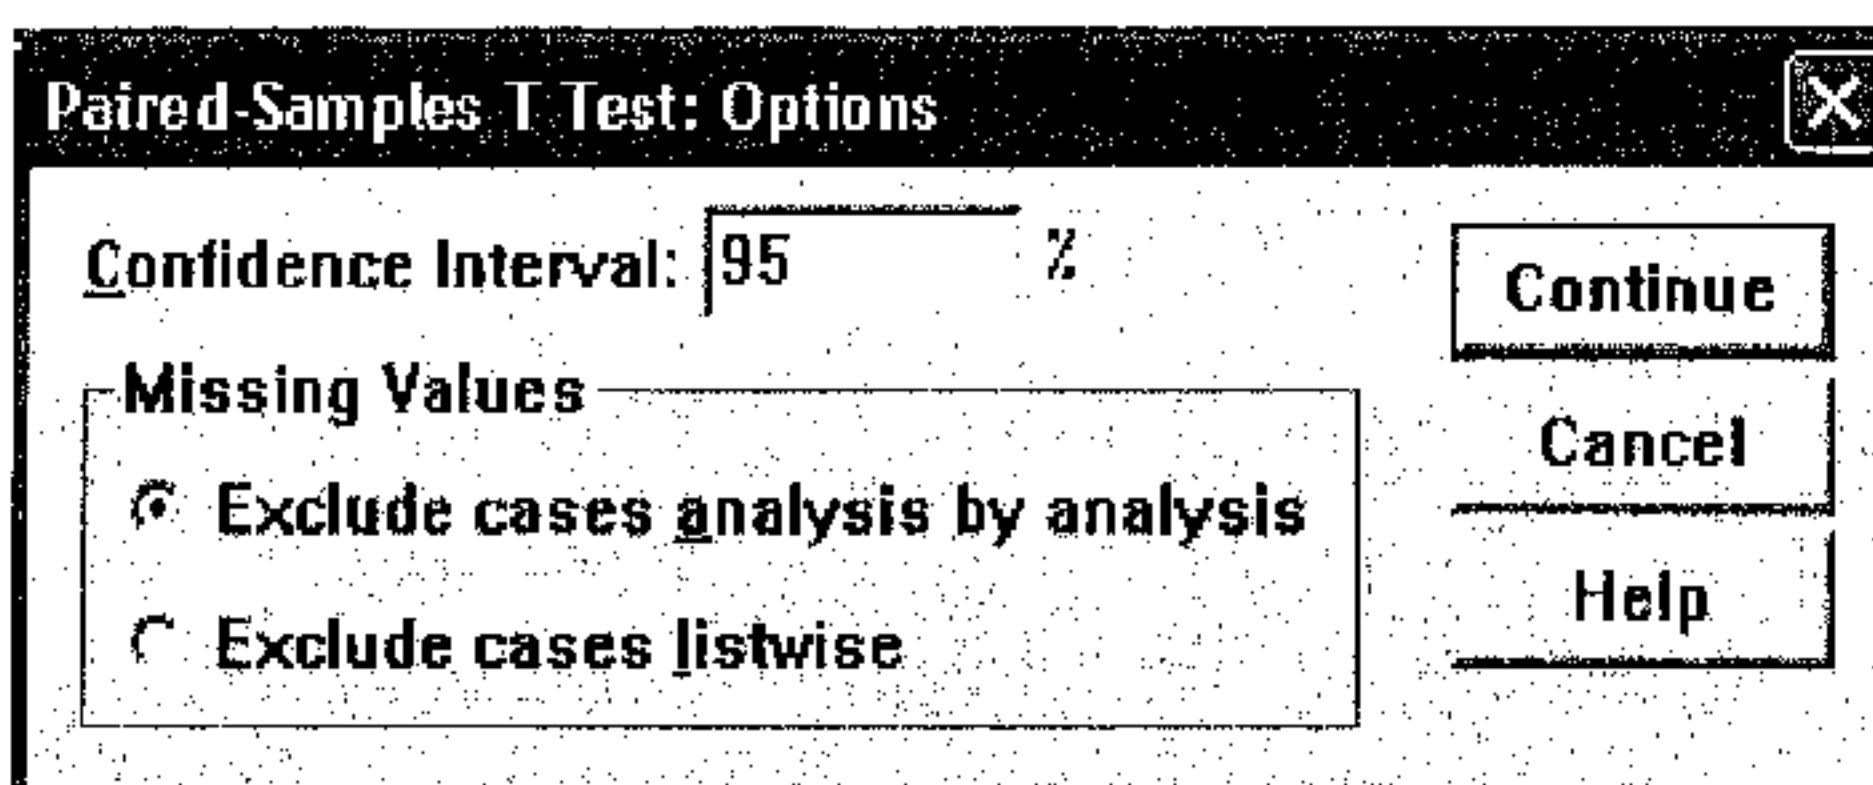 Paired-Samples T Test: Options
Confidence Interval: 95 %
Continue
Missing Values
Cancel
Exclude cases analysis by analysis
Help
Exclude cases listwise